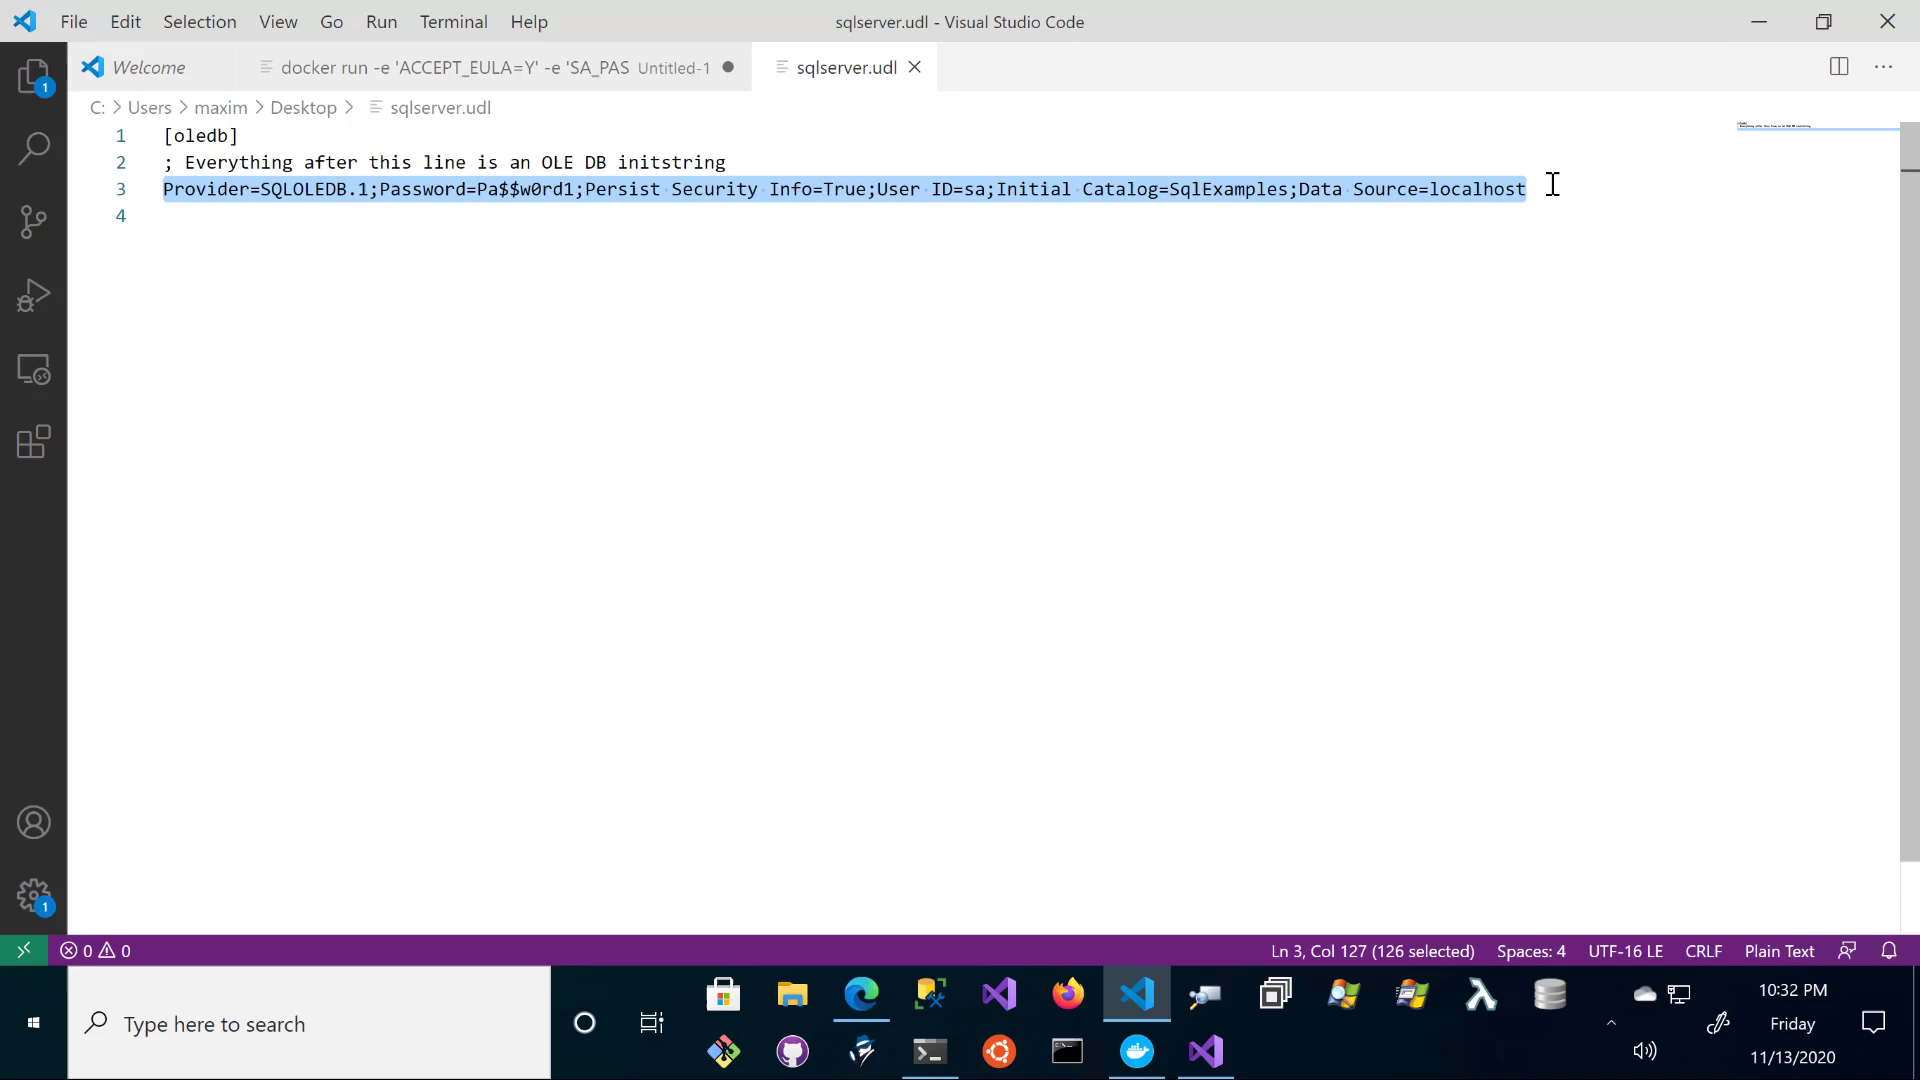 File Edit Selection View Go Run Terminal Help
sqlserver.udl - Visual Studio Code
Welcome
docker run -e 'ACCEPT_EULA=Y' -e 'SA_PAS Untitled-1
sqlserver.udl
C: > Users > maxim > Desktop > sqlserver.udl
1 [oledb]
2 ; Everything after this line is an OLE DB initstring
3 Provider=SQLOLEDB.1;Password=Pa$$w0rd1;Persist Security Info=True;User ID=sa;Initial Catalog=SqlExamples;Data Source=localhost
4
1
1
0 0
Ln 3, Col 127 (126 selected) Spaces: 4 UTF-16 LE CRLF Plain Text
Type here to search
10:32 PM
Friday
11/13/2020